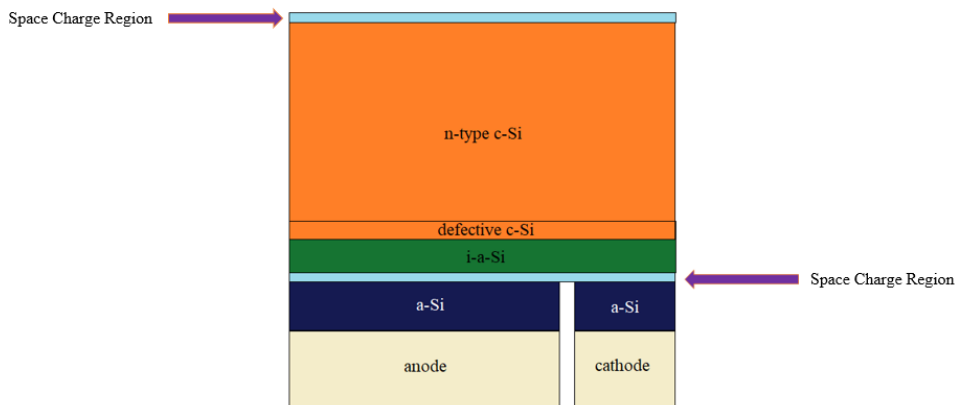 Space Charge Region
n-type c-Si
defective c-Si
i-a-Si
Space Charge Region
a-Si
a-Si
anode
cathode